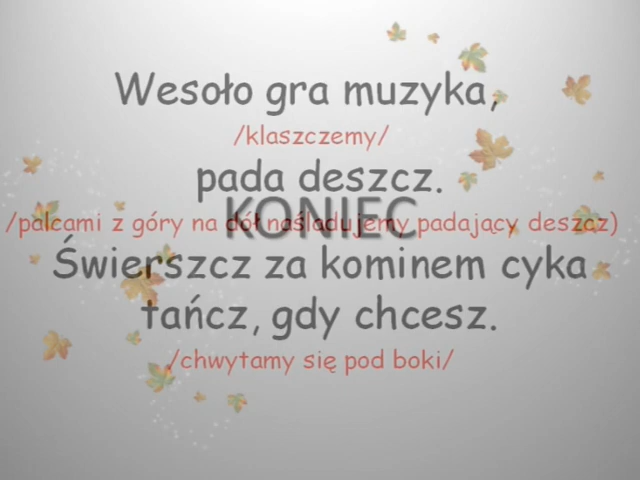 Wesoło gra muzyka,
/klaszczemy/
pada deszcz.
/palcami z góry na dół naśladujemy padający deszcz)
KONIEC
Świerszcz za kominem cyka
tańcz, gdy chcesz.
/chwytamy się pod boki/